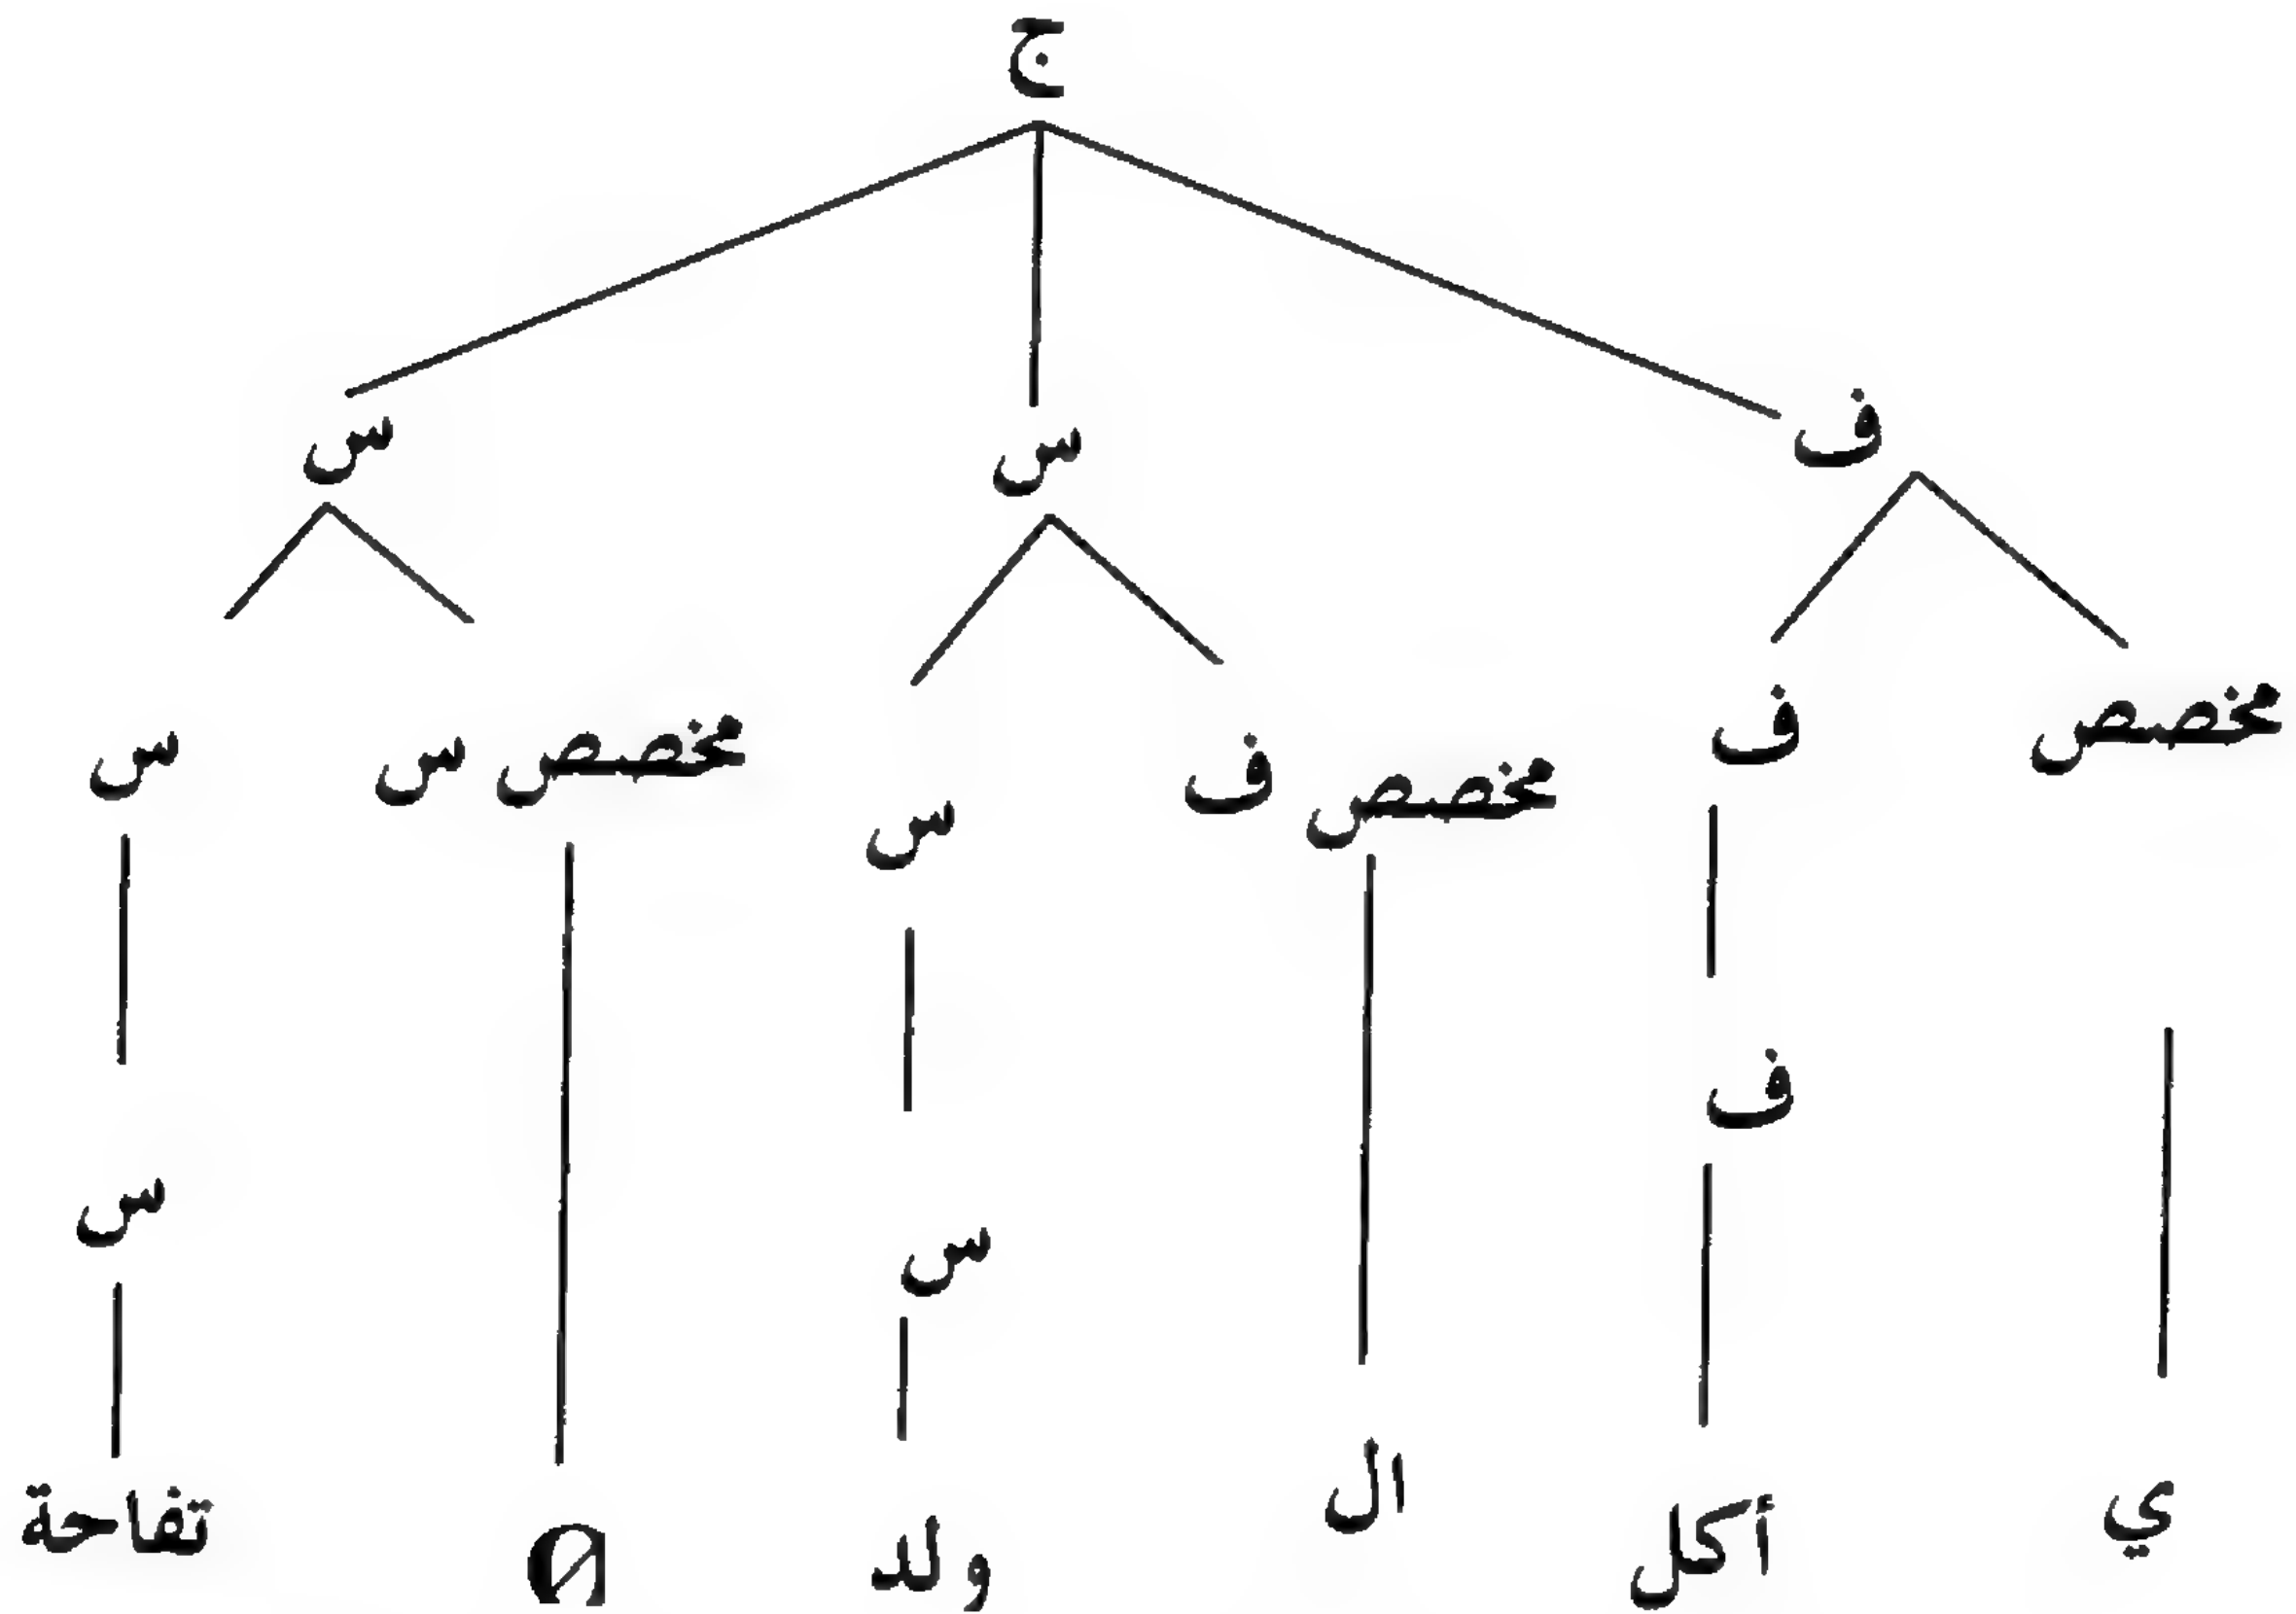 ج
ف س س
مخصص ف مخصص ف س مخصص س س
ف س س
ي أكل ال ولد Ø تفاحة